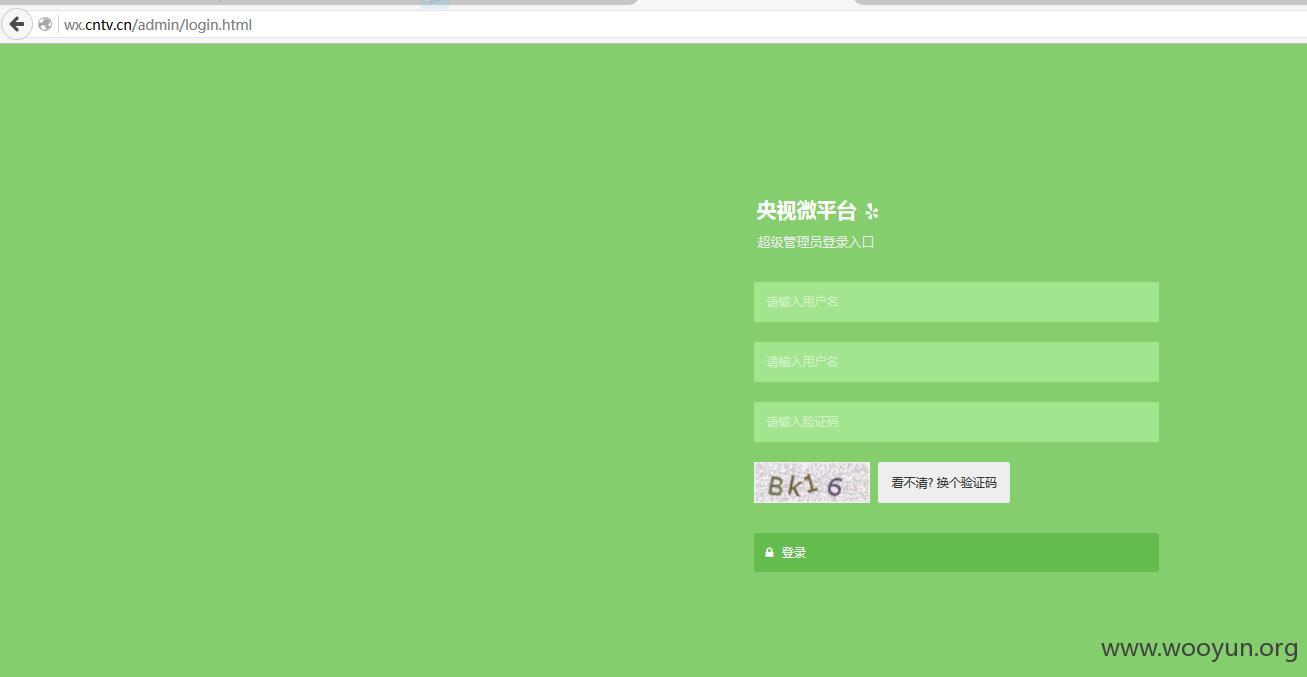 wx.cntv.cn/admin/login.html
央视微平台
超级管理员登录入口
请输入用户名
请输入用户名
请输入验证码
Bk16
看不清? 换个验证码
登录
www.wooyun.org